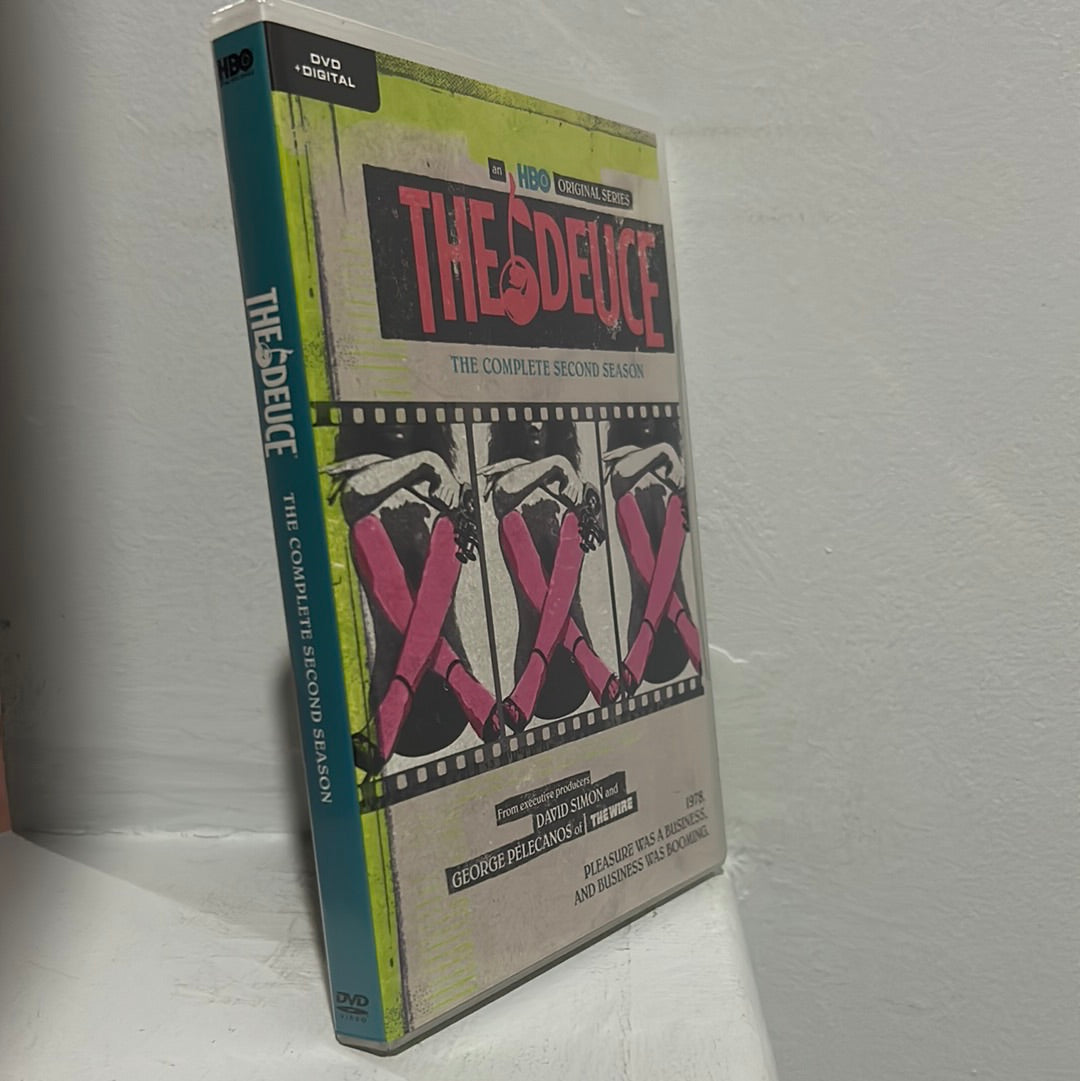 HBO
THE DEUCE
THE COMPLETE SECOND SEASON
DVD
VIDEO
DVD
+DIGITAL
an HBO ORIGINAL SERIES
THE DEUCE
THE COMPLETE SECOND SEASON
From executive producers
DAVID SIMON and
GEORGE PELECANOS of THE WIRE
1978.
PLEASURE WAS A BUSINESS.
AND BUSINESS WAS BOOMING.